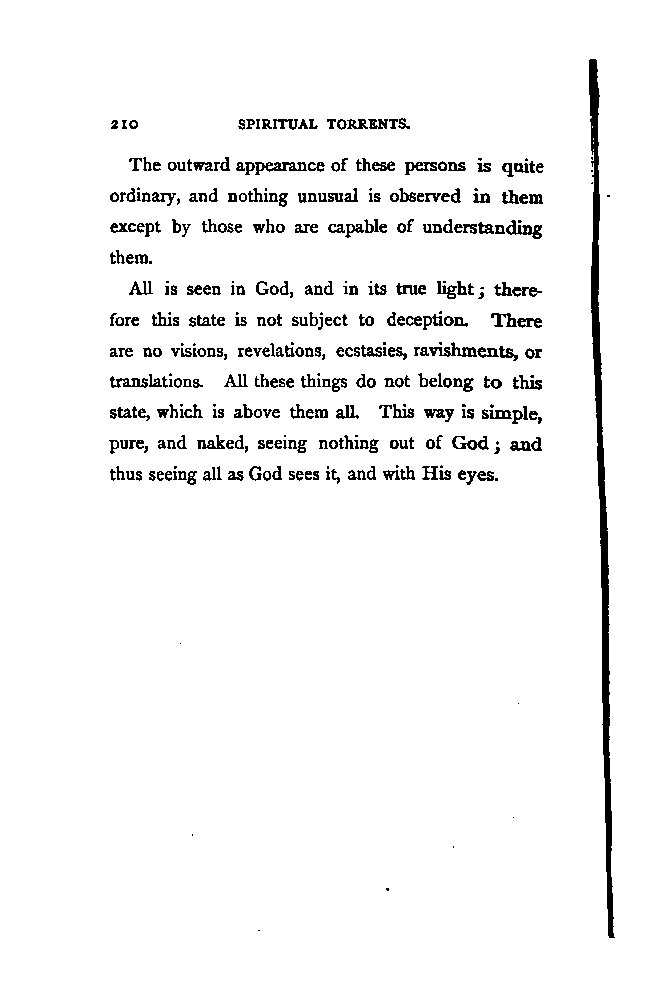 210 SPIRITUAL TORRENTS.
The outward appearance of these persons is quite
ordinary, and nothing unusual is observed in them
except by those who are capable of understanding
them.
All is seen in God, and in its true light; there-
fore this state is not subject to deception. There
are no visions, revelations, ecstasies, ravishments, or
translations. All these things do not belong to this
state, which is above them all. This way is simple,
pure, and naked, seeing nothing out of God; and
thus seeing all as God sees it, and with His eyes.